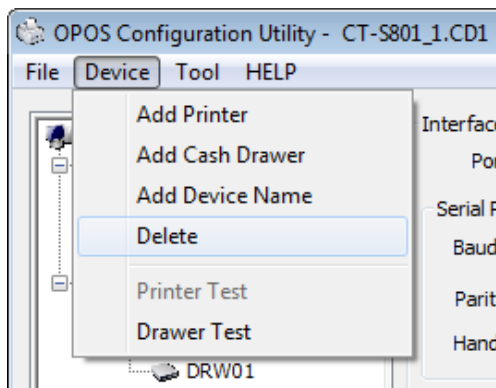 OPOS Configuration Utility - CT-S801_1.CD1
File Device Tool HELP
Add Printer
Add Cash Drawer
Add Device Name
Delete
Printer Test
Drawer Test
DRW01
Interface
Por
Serial P
Baud
Parit
Hand